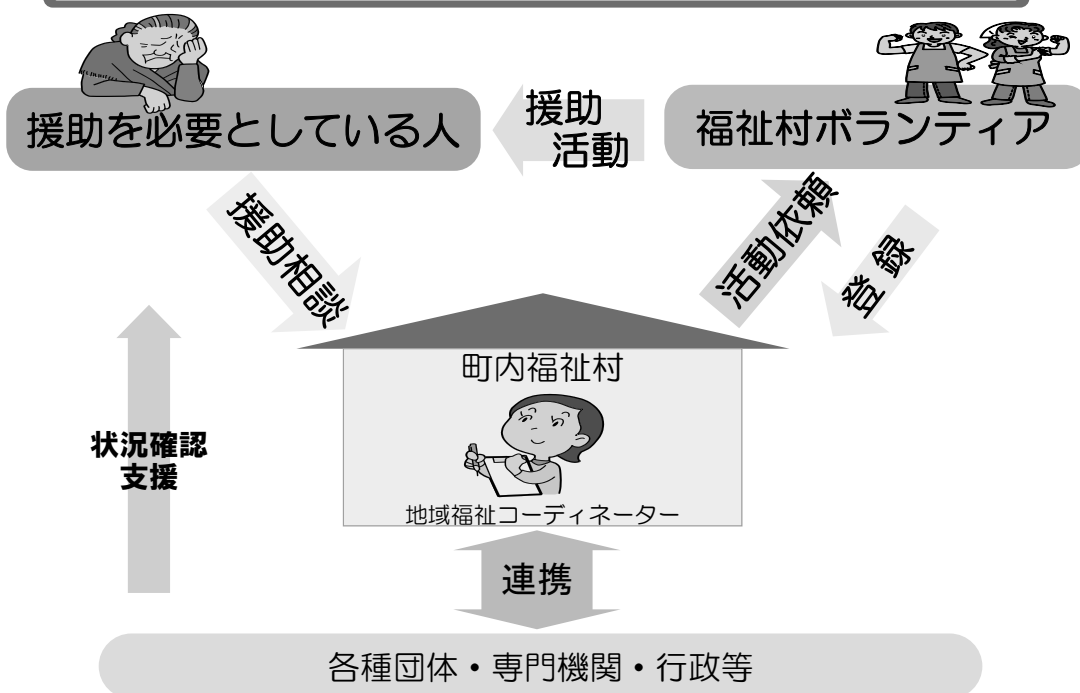 援助を必要としている人
援助
活動
福祉村ボランティア
援助相談
活動依頼
登録
町内福祉村
状況確認
支援
地域福祉コーディネーター
連携
各種団体・専門機関・行政等